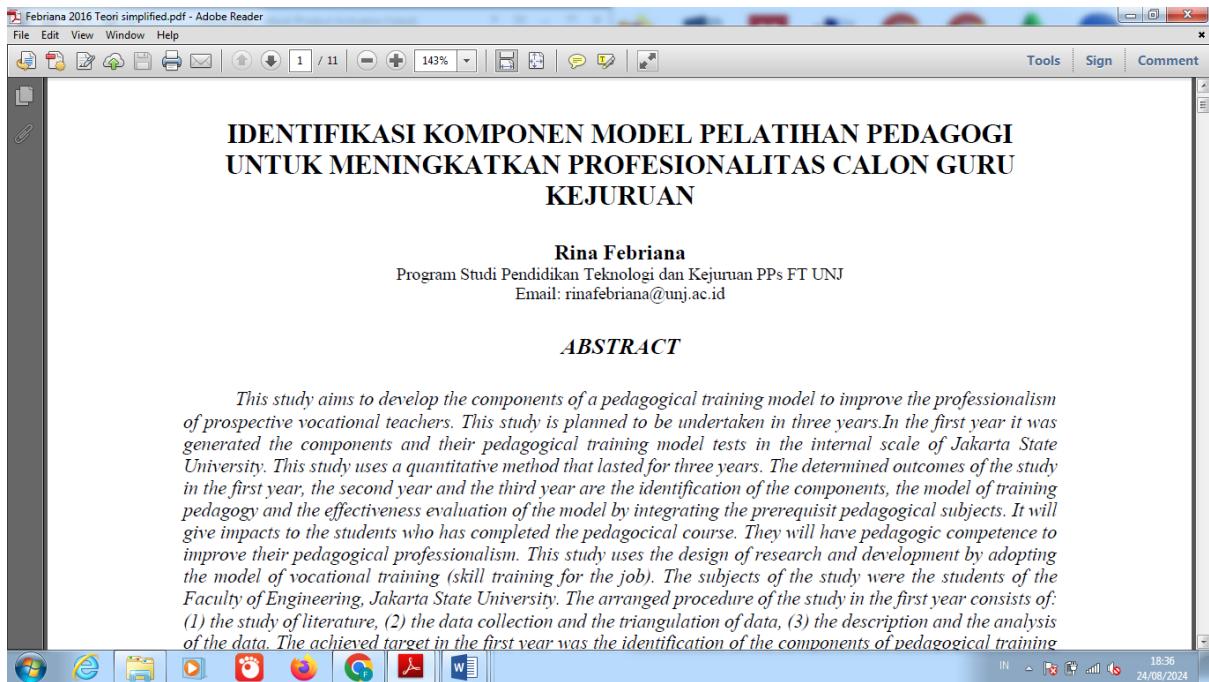 Febriana 2016 Teori simplified.pdf - Adobe Reader
File Edit View Window Help
1 / 11 143% Tools Sign Comment
IDENTIFIKASI KOMPONEN MODEL PELATIHAN PEDAGOGI
UNTUK MENINGKATKAN PROFESIONALITAS CALON GURU
KEJURUAN
Rina Febriana
Program Studi Pendidikan Teknologi dan Kejuruan PPs FT UNJ
Email: rinafebriana@unj.ac.id
ABSTRACT
This study aims to develop the components of a pedagogical training model to improve the professionalism
of prospective vocational teachers. This study is planned to be undertaken in three years.In the first year it was
generated the components and their pedagogical training model tests in the internal scale of Jakarta State
University. This study uses a quantitative method that lasted for three years. The determined outcomes of the study
in the first year, the second year and the third year are the identification of the components, the model of training
pedagogy and the effectiveness evaluation of the model by integrating the prerequisit pedagogical subjects. It will
give impacts to the students who has completed the pedagocical course. They will have pedagogic competence to
improve their pedagogical professionalism. This study uses the design of research and development by adopting
the model of vocational training (skill training for the job). The subjects of the study were the students of the
Faculty of Engineering, Jakarta State University. The arranged procedure of the study in the first year consists of:
(1) the study of literature, (2) the data collection and the triangulation of data, (3) the description and the analysis
of the data. The achieved target in the first year was the identification of the components of pedagogical training
IN 18:36
24/08/2024